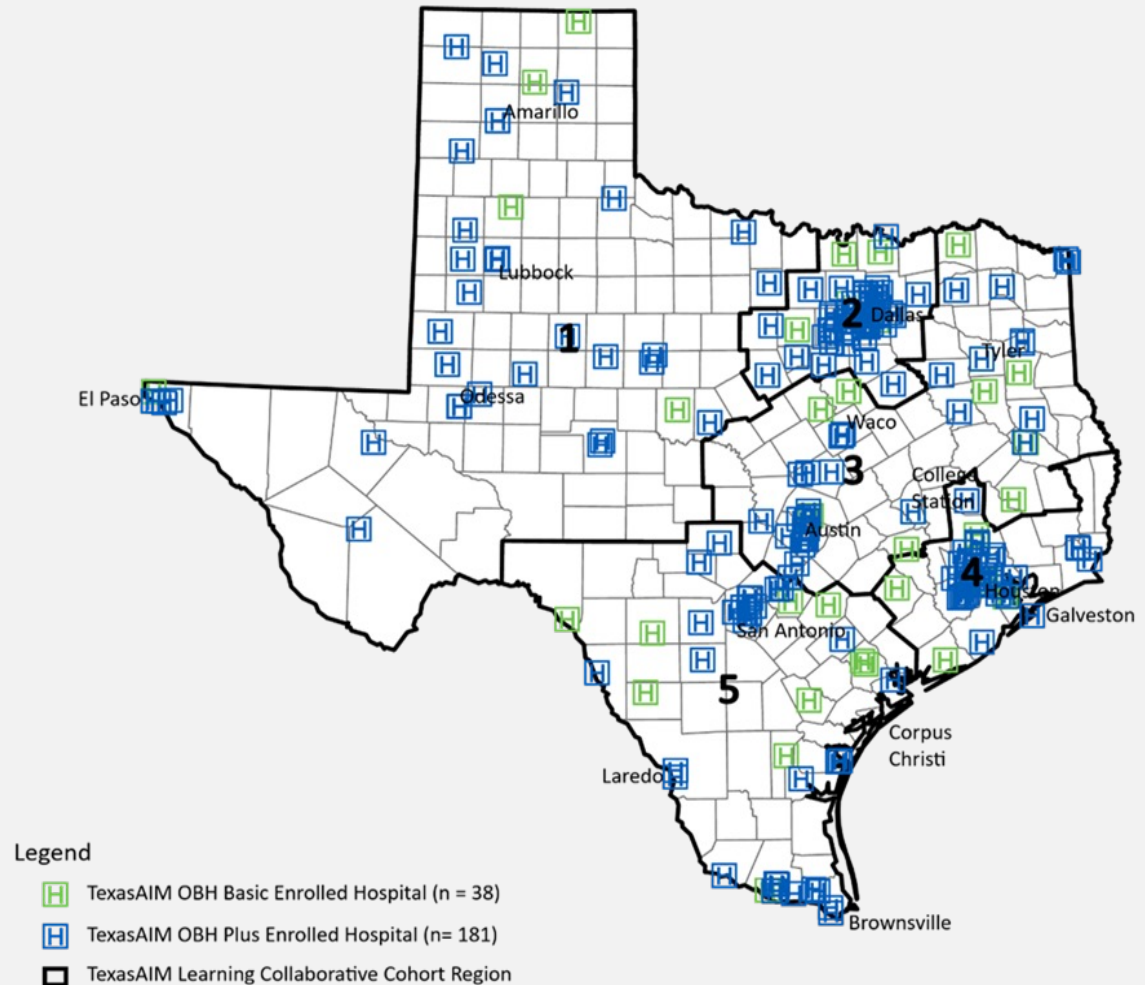 Amarillo
Lubbock
1
2
Dallas
Tyler
El Paso
Odessa
Waco
3
College
Station
Austin
4
Houston
Galveston
San Antonio
5
Corpus
Christi
Laredo
Brownsville
Legend
H TexasAIM OBH Basic Enrolled Hospital (n = 38)
H TexasAIM OBH Plus Enrolled Hospital (n= 181)
TexasAIM Learning Collaborative Cohort Region